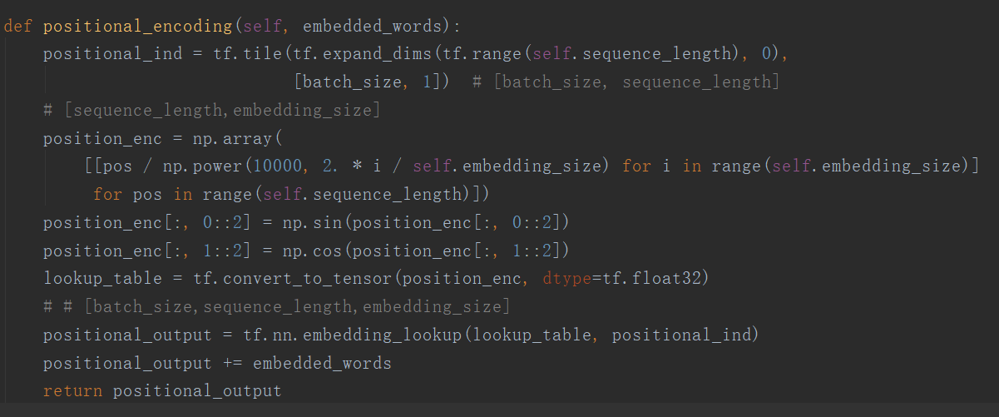 def positional_encoding(self, embedded_words):
    positional_ind = tf.tile(tf.expand_dims(tf.range(self.sequence_length), 0),
                             [batch_size, 1])  # [batch_size, sequence_length]
    # [sequence_length,embedding_size]
    position_enc = np.array(
        [[pos / np.power(10000, 2. * i / self.embedding_size) for i in range(self.embedding_size)]
         for pos in range(self.sequence_length)])
    position_enc[:, 0::2] = np.sin(position_enc[:, 0::2])
    position_enc[:, 1::2] = np.cos(position_enc[:, 1::2])
    lookup_table = tf.convert_to_tensor(position_enc, dtype=tf.float32)
    # # [batch_size,sequence_length,embedding_size]
    positional_output = tf.nn.embedding_lookup(lookup_table, positional_ind)
    positional_output += embedded_words
    return positional_output